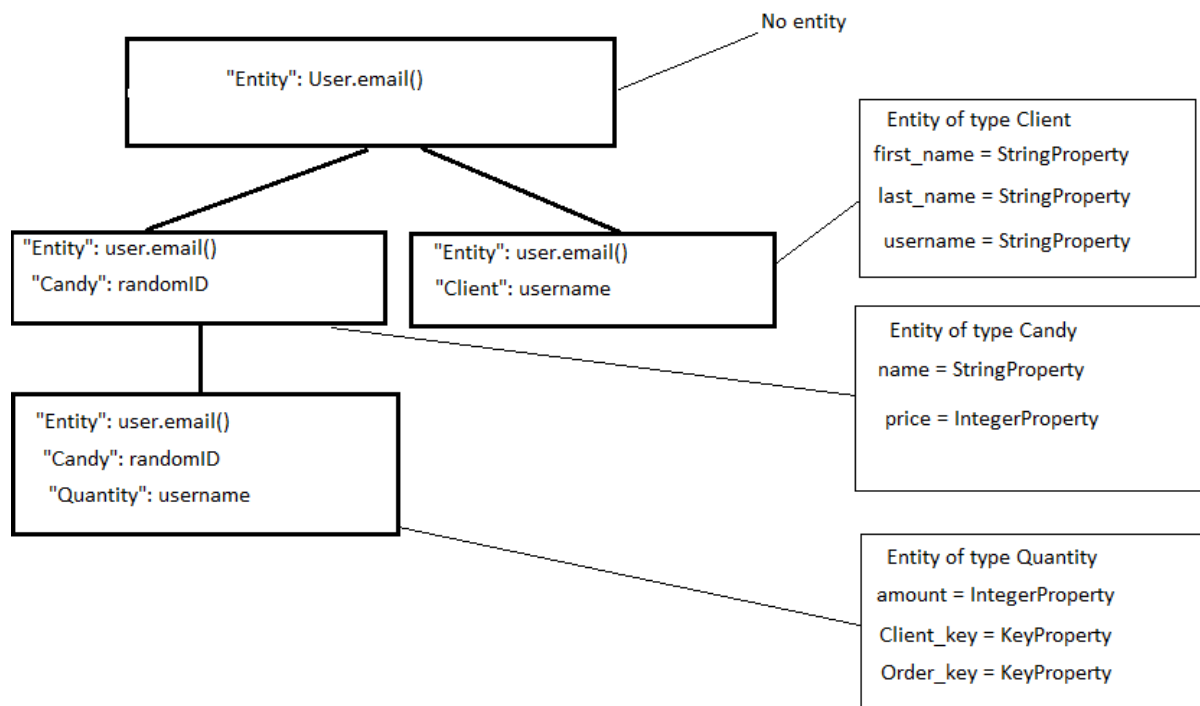 No entity
"Entity": User.email()
Entity of type Client
first_name = StringProperty
last_name = StringProperty
username = StringProperty
"Entity": user.email()
"Candy": randomID
"Entity": user.email()
"Client": username
Entity of type Candy
name = StringProperty
price = IntegerProperty
"Entity": user.email()
"Candy": randomID
"Quantity": username
Entity of type Quantity
amount = IntegerProperty
Client_key = KeyProperty
Order_key = KeyProperty